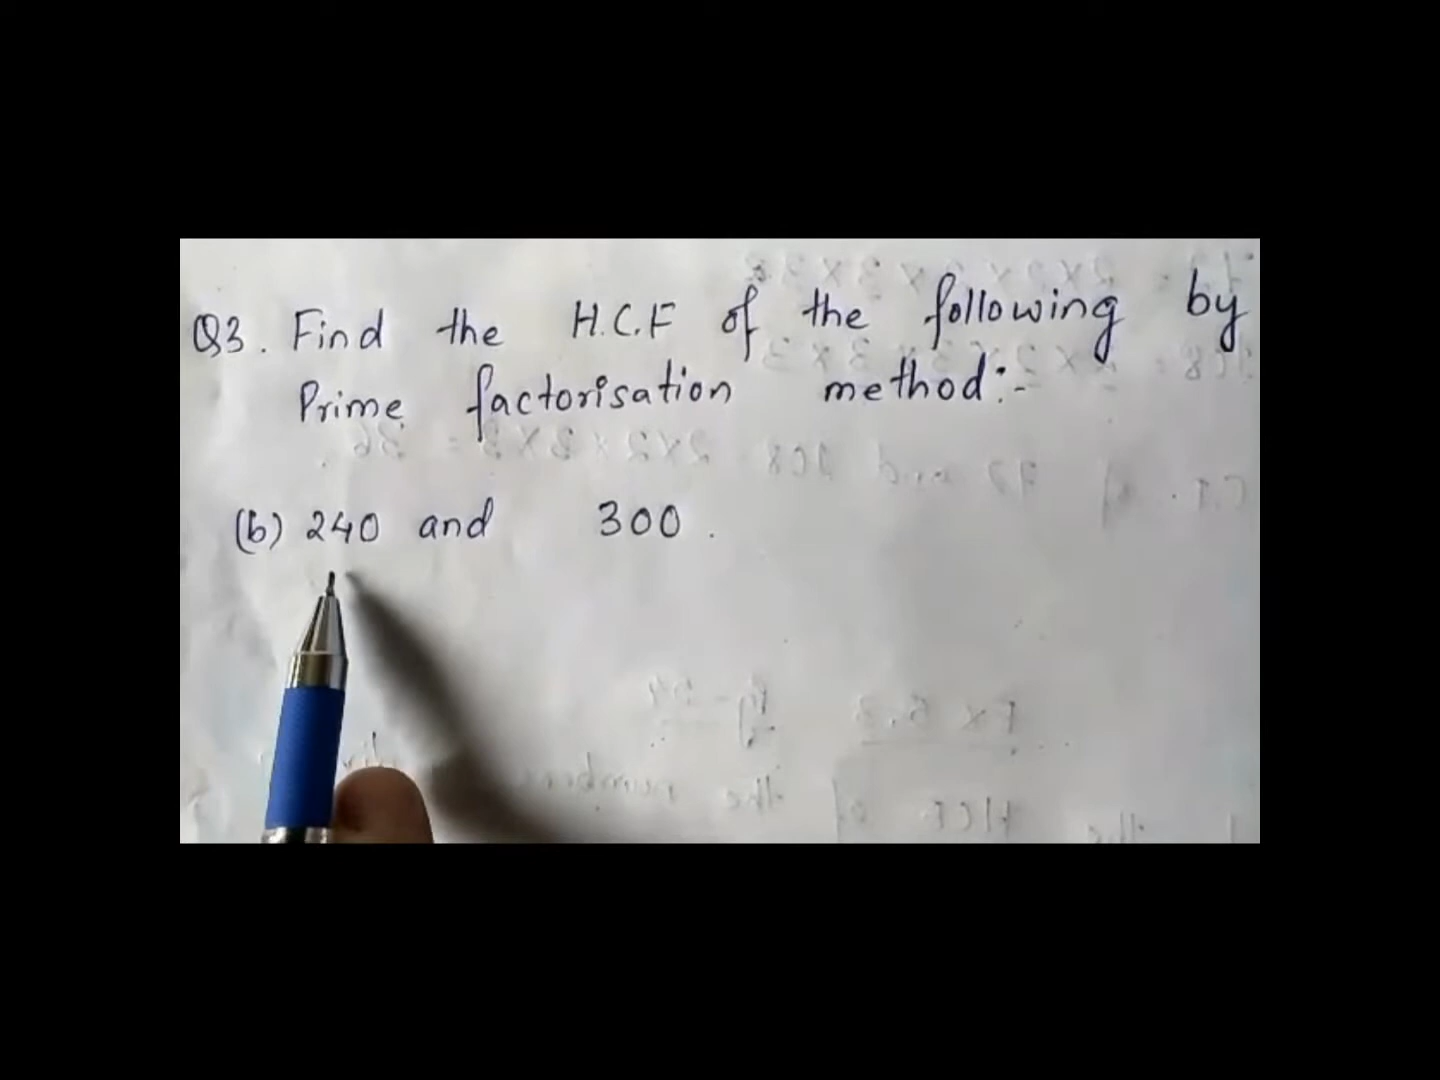 Q3. Find the H.C.F of the following by
Prime factorisation method:-
(b) 240 and 300.